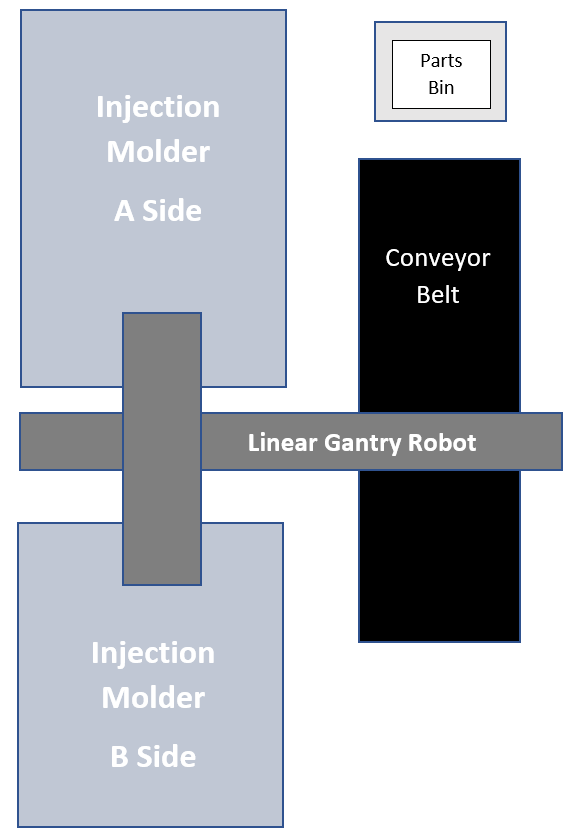 Injection
Molder
A Side
Parts
Bin
Conveyor
Belt
Linear Gantry Robot
Injection
Molder
B Side